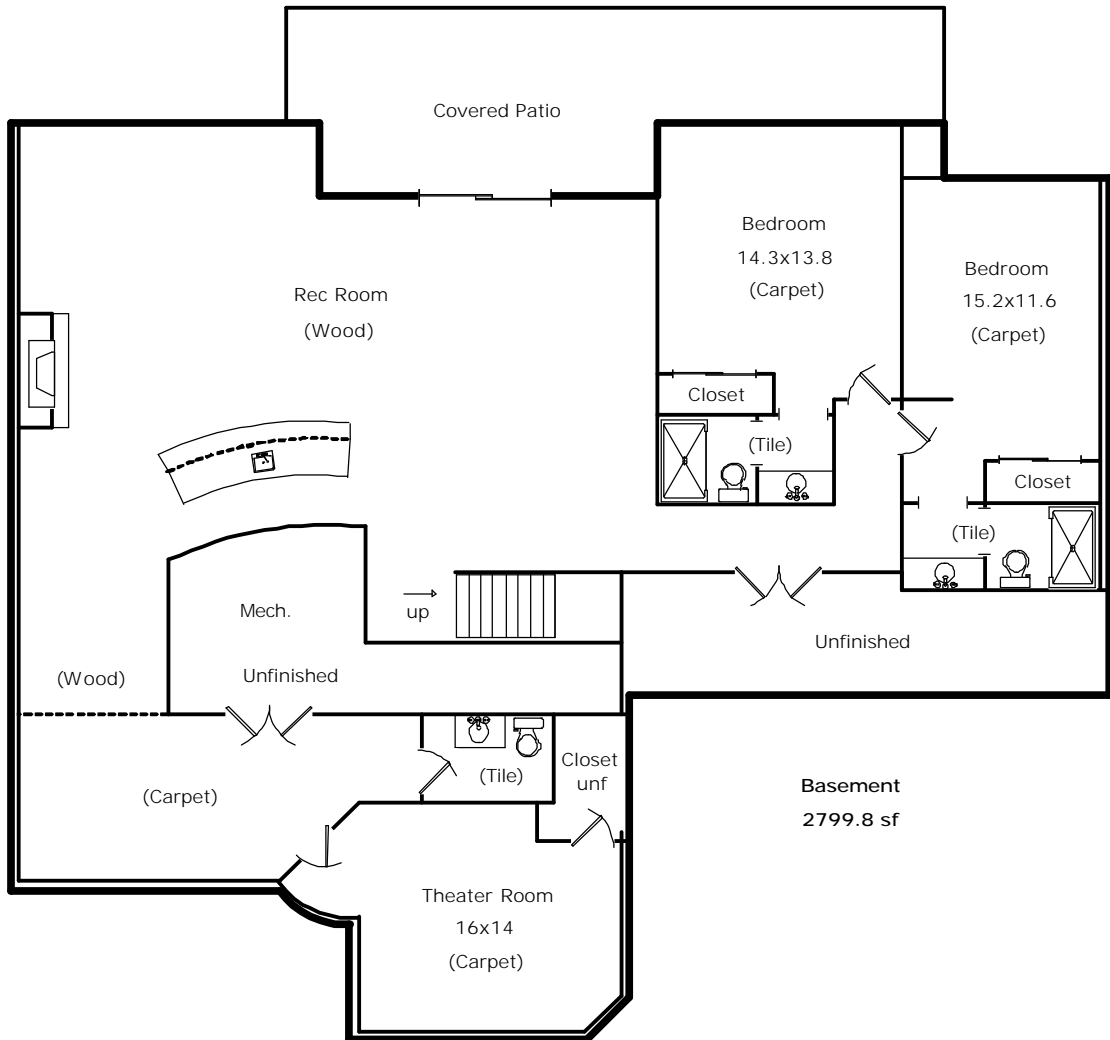 Covered Patio
Bedroom
14.3x13.8
(Carpet)
Bedroom
15.2x11.6
(Carpet)
Rec Room
(Wood)
Closet
(Tile)
Closet
(Tile)
Mech.
up
Unfinished
Unfinished
(Wood)
(Carpet)
(Tile)
Closet
unf
Basement
2799.8 sf
Theater Room
16x14
(Carpet)